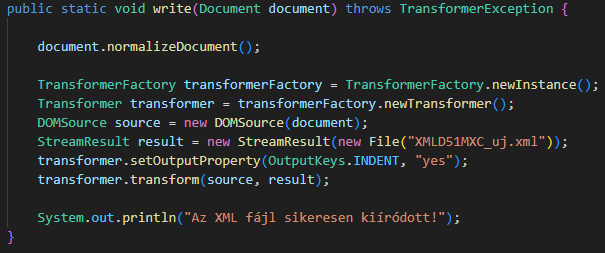 public static void write(Document document) throws TransformerException {
document.normalizeDocument();
TransformerFactory transformerFactory = TransformerFactory.newInstance();
Transformer transformer = transformerFactory.newTransformer();
DOMSource source = new DOMSource(document);
StreamResult result = new StreamResult(new File("XMLD51MXC_uj.xml"));
transformer.setOutputProperty(OutputKeys.INDENT, "yes");
transformer.transform(source, result);
System.out.println("Az XML fájl sikeresen kiíródott!");
}